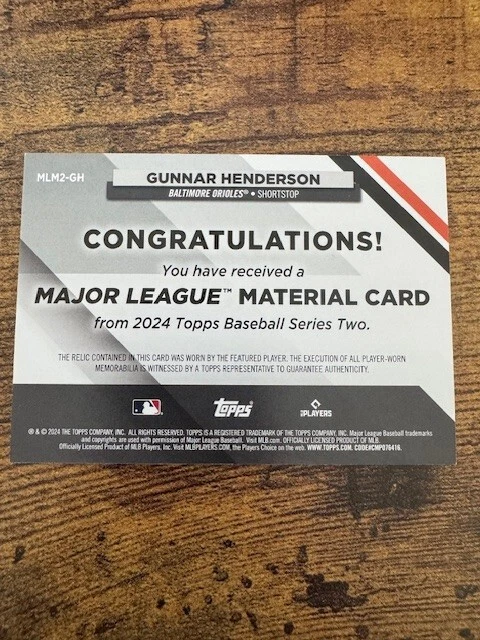 MLM2-GH
GUNNAR HENDERSON
BALTIMORE ORIOLES® • SHORTSTOP
CONGRATULATIONS!
You have received a
MAJOR LEAGUE™ MATERIAL CARD
from 2024 Topps Baseball Series Two.
THE RELIC CONTAINED IN THIS CARD WAS WORN BY THE FEATURED PLAYER. THE EXECUTION OF ALL PLAYER-WORN
MEMORABILIA IS WITNESSED BY A TOPPS REPRESENTATIVE TO GUARANTEE AUTHENTICITY.
Topps
PLAYERS
® & © 2024 THE TOPPS COMPANY, INC. ALL RIGHTS RESERVED. TOPPS IS A REGISTERED TRADEMARK OF THE TOPPS COMPANY, INC. Major League Baseball trademarks
and copyrights are used with permission of Major League Baseball. Visit MLB.com. OFFICIALLY LICENSED PRODUCT OF MLB
Officially Licensed Product of MLB Players, Inc. Visit MLBPLAYERS.COM, the Players Choice on the web. WWW.TOPPS.COM. CODE#CMP076416.